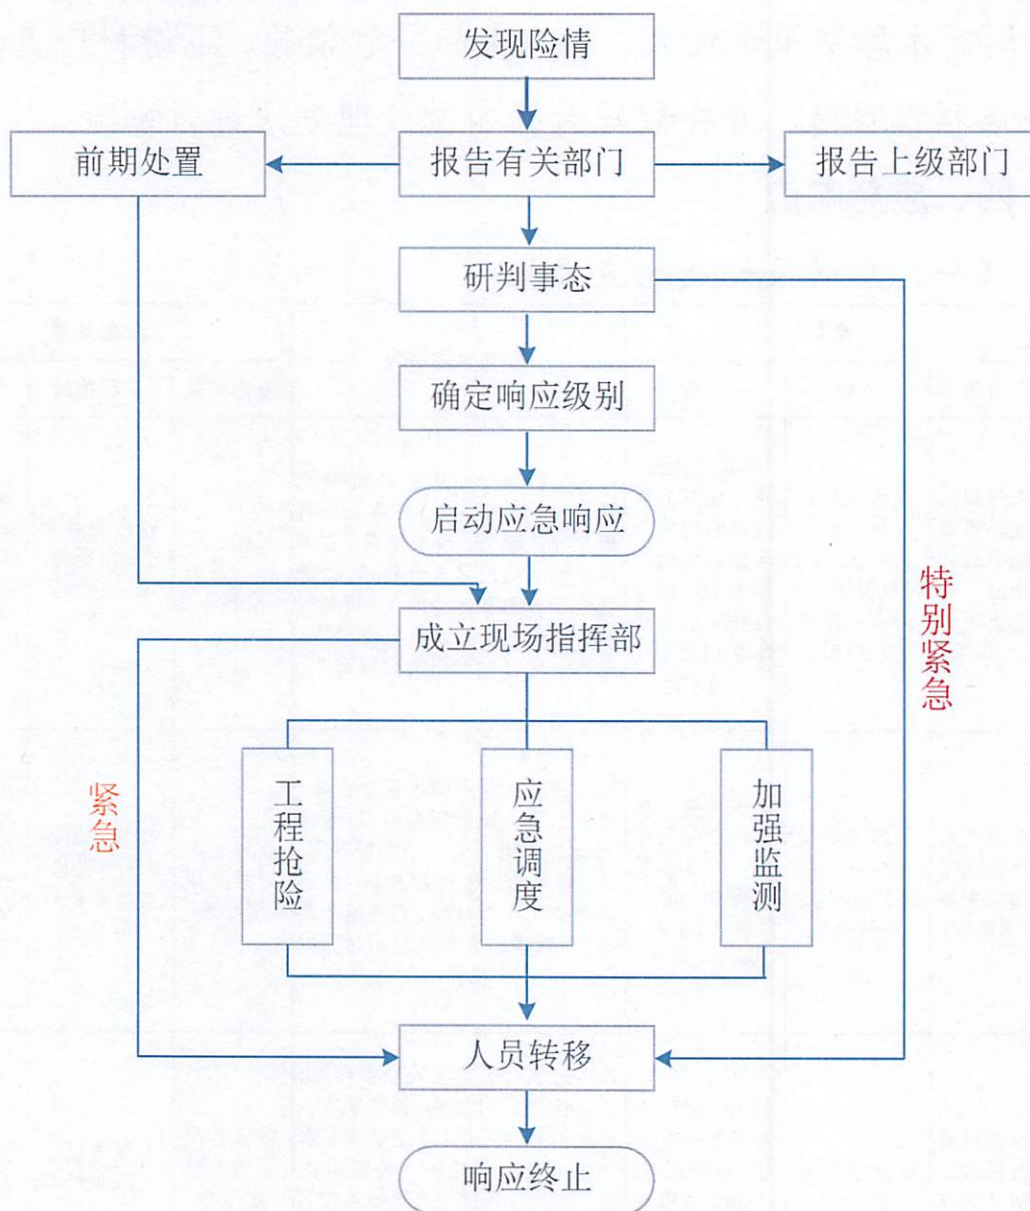 发现险情
前期处置
报告有关部门
报告上级部门
研判事态
确定响应级别
启动应急响应
特别紧急
成立现场指挥部
紧急
工程抢险
应急调度
加强监测
人员转移
响应终止